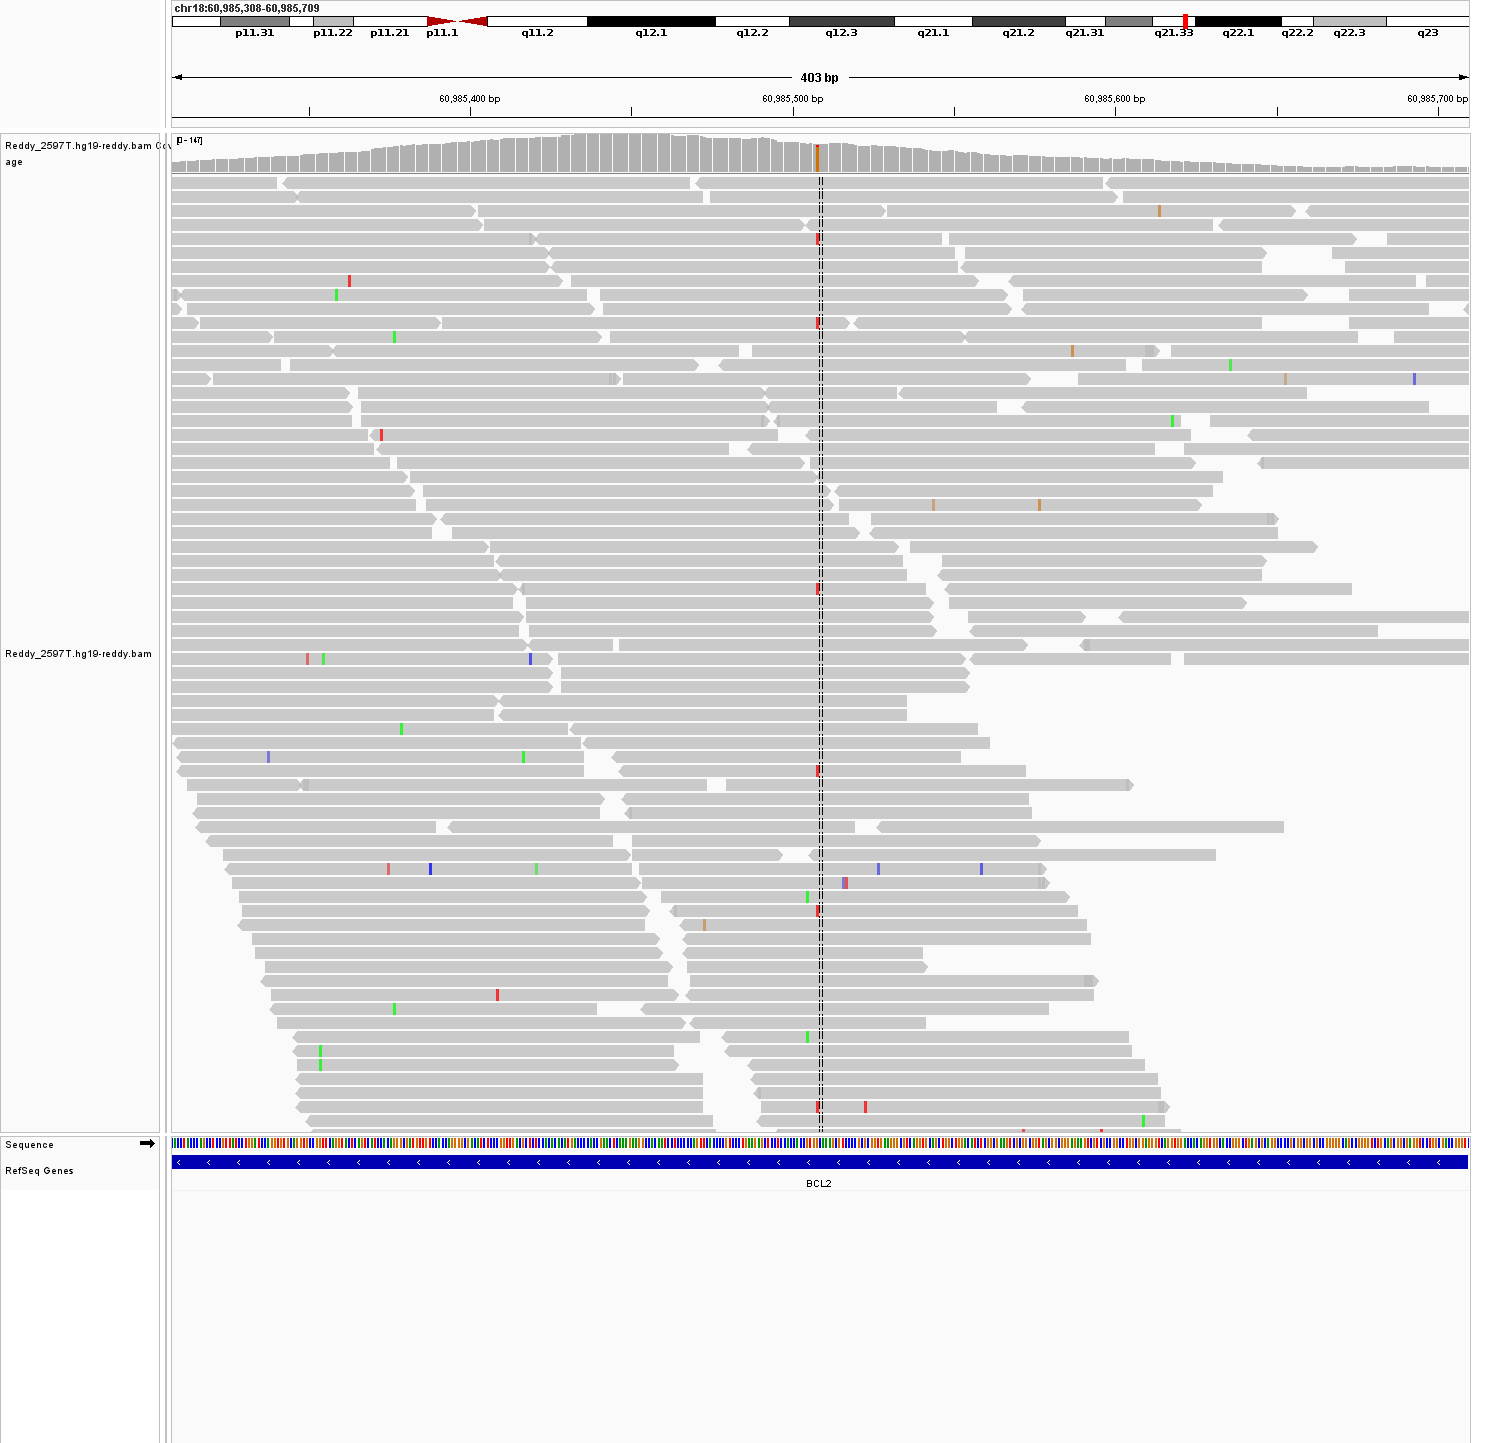 chr18:60,985,308-60,985,709
p11.31 p11.22 p11.21 p11.1 q11.2 q12.1 q12.2 q12.3 q21.1 q21.2 q21.31 q21.33 q22.1 q22.2 q22.3 q23
403 bp
60,985,400 bp 60,985,500 bp 60,985,600 bp 60,985,700 bp
[0 - 147]
Reddy_2597T.hg19-reddy.bam Cov
age
Reddy_2597T.hg19-reddy.bam
Sequence
RefSeq Genes
BCL2